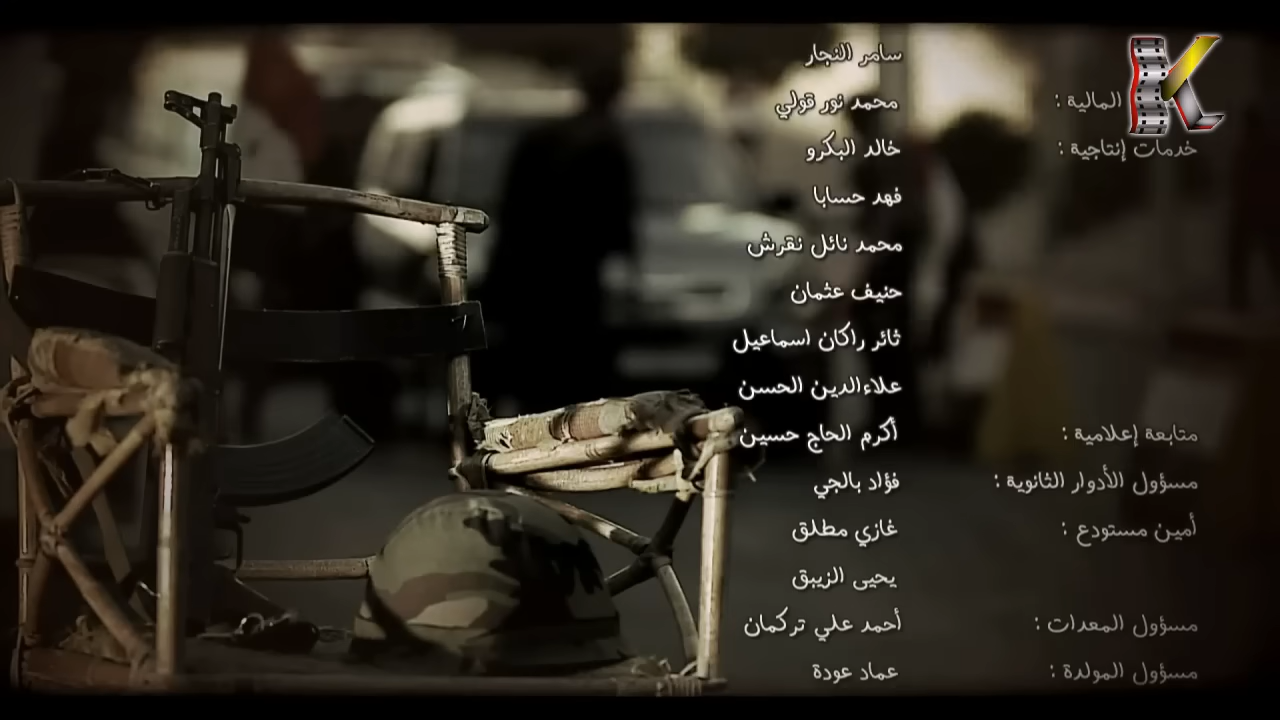 سامر النجار
المالية : محمد نور قولي
خدمات إنتاجية : خالد البكرو
فهد حسابا
محمد نائل نقرش
حنيف عثمان
ثائر راكان اسماعيل
علاءالدين الحسن
متابعة إعلامية : أكرم الحاج حسين
مسؤول الأدوار الثانوية : فؤاد بالجي
أمين مستودع : غازي مطلق
يحيى الزيبق
مسؤول المعدات : أحمد علي تركمان
مسؤول المولدة : عماد عودة
K